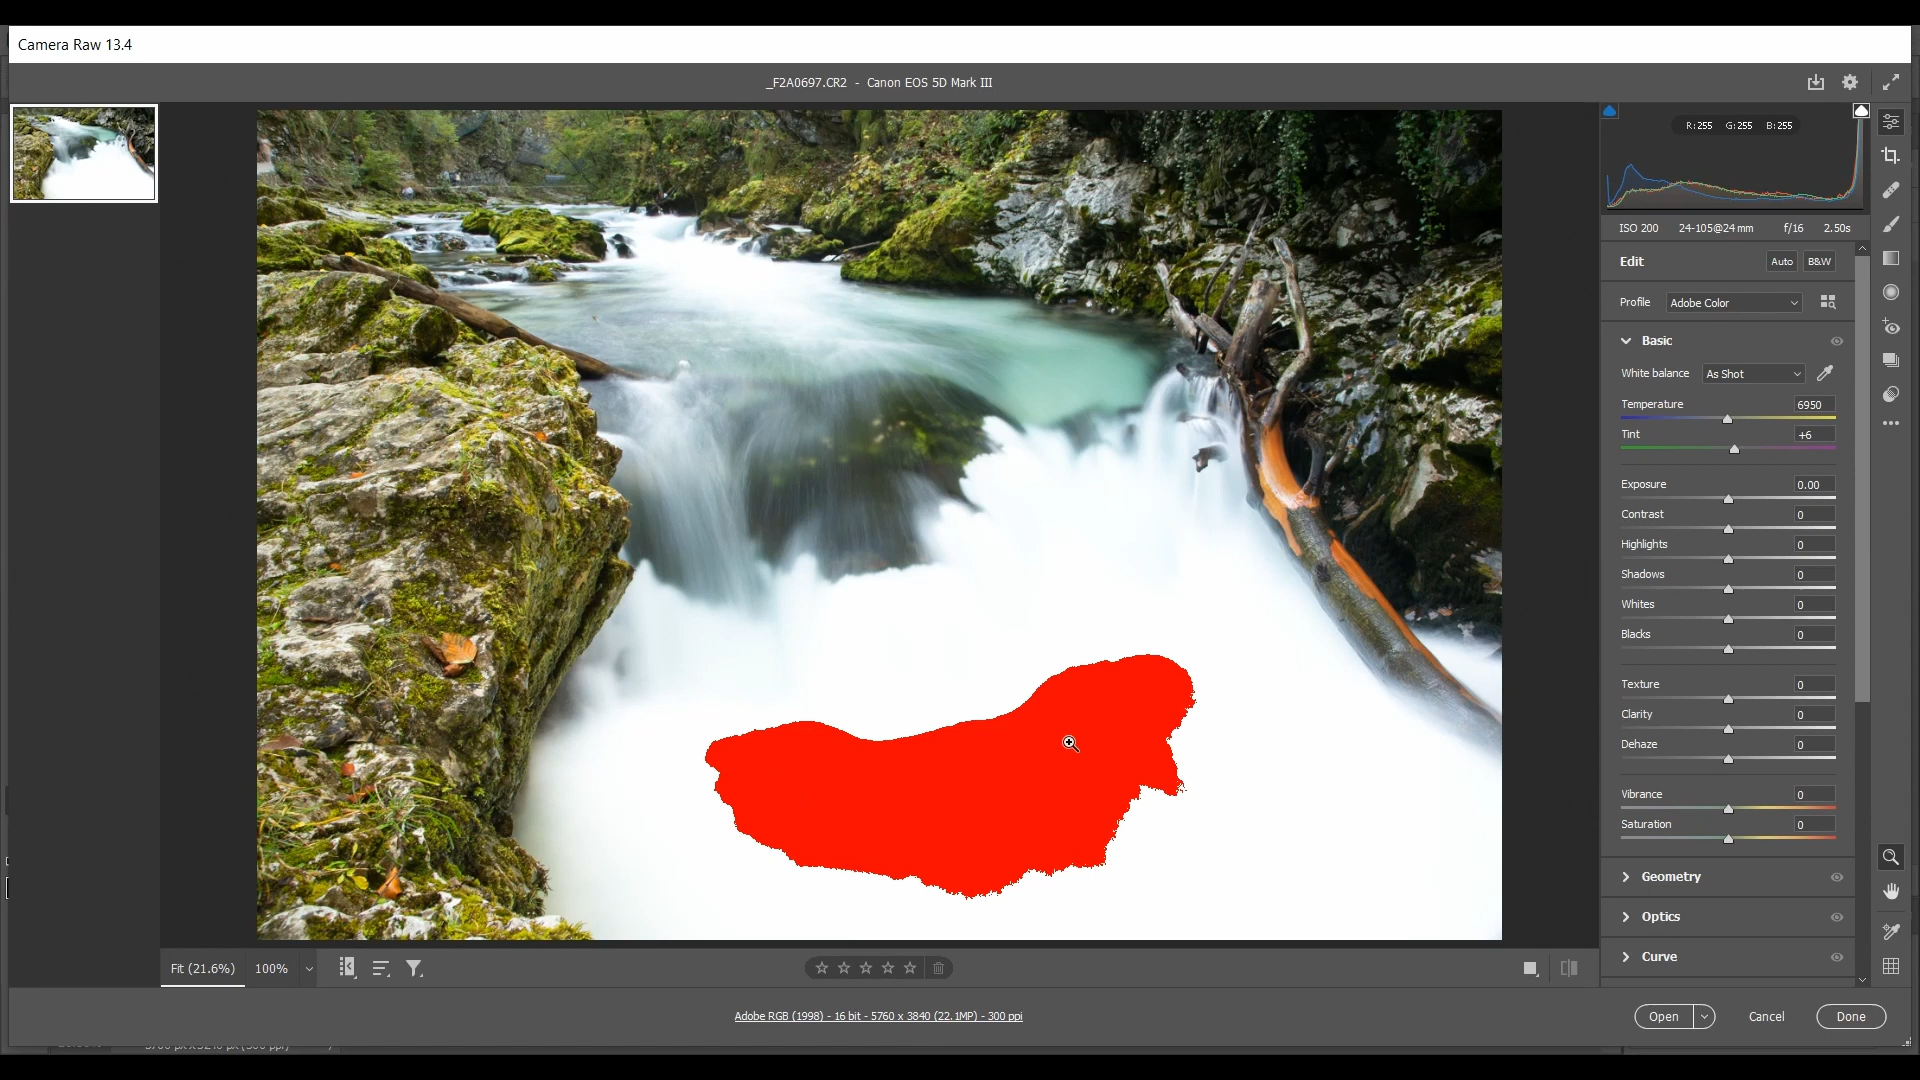 Camera Raw 13.4
_F2A0697.CR2 - Canon EOS 5D Mark III
R: 255 G: 255 B: 255
ISO 200 24-105@24 mm f/16 2.50s
Edit Auto B&W
Profile Adobe Color
Basic
White balance As Shot
Temperature 6950
Tint +6
Exposure 0.00
Contrast 0
Highlights 0
Shadows 0
Whites 0
Blacks 0
Texture 0
Clarity 0
Dehaze 0
Vibrance 0
Saturation 0
Geometry
Optics
Curve
Fit (21.6%) 100%
Adobe RGB (1998) - 16 bit - 5760 x 3840 (22.1MP) - 300 ppi
Open Cancel Done